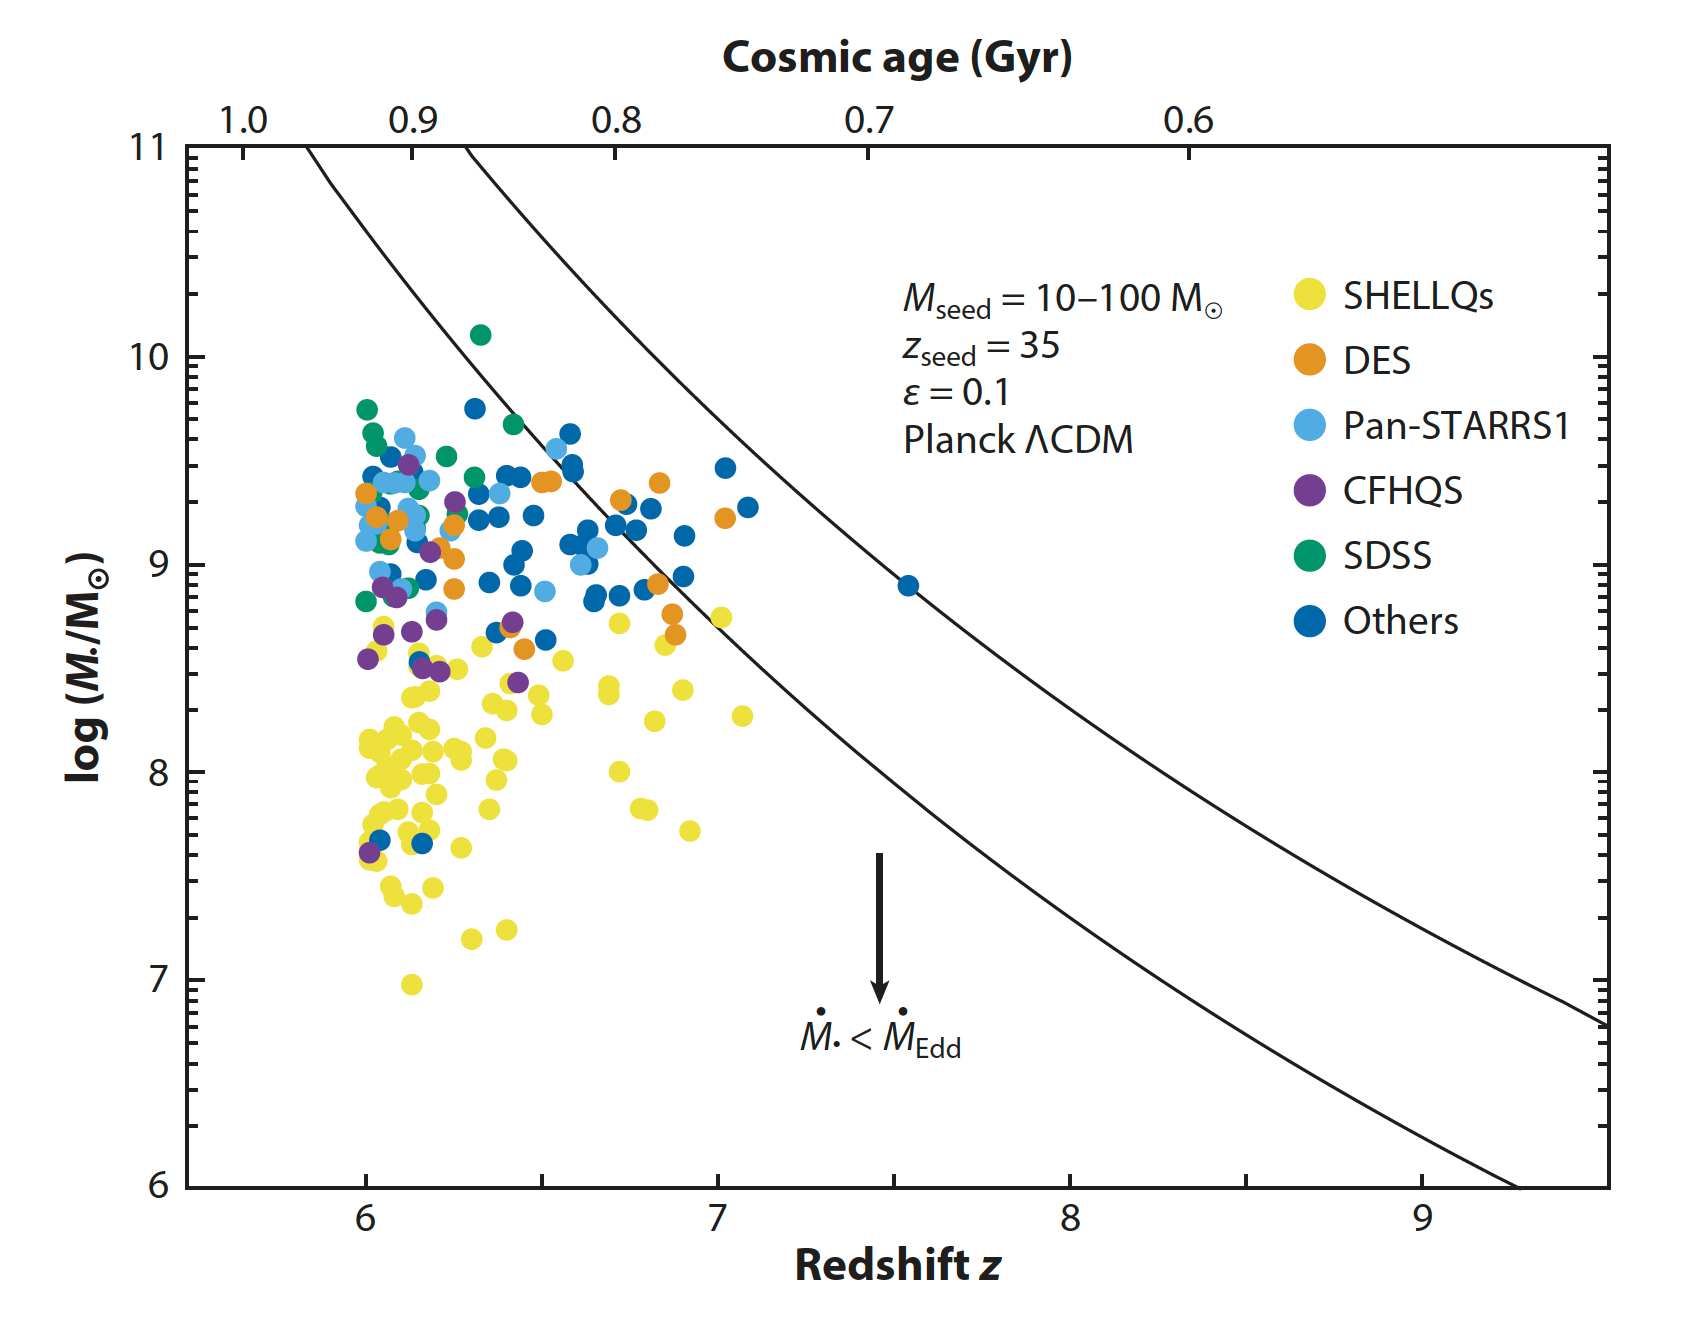 Cosmic age (Gyr)
1.0 0.9 0.8 0.7 0.6
11
10
9
8
7
6
log (M•/M☉)
Mseed = 10–100 M☉
zseed = 35
ε = 0.1
Planck ΛCDM
SHELLQs
DES
Pan-STARRS1
CFHQS
SDSS
Others
Ṁ• < ṀEdd
6 7 8 9
Redshift z